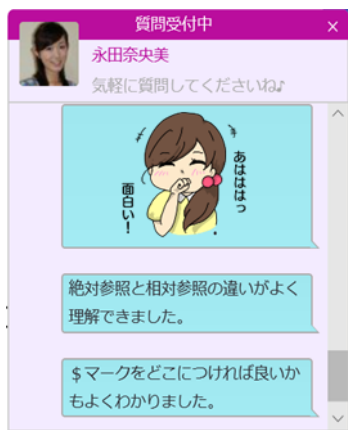 質問受付中
×
永田奈央美
気軽に質問してくださいね♪
あはははっ
面白い!
絶対参照と相対参照の違いがよく
理解できました。
$マークをどこにつければ良いか
もよくわかりました。